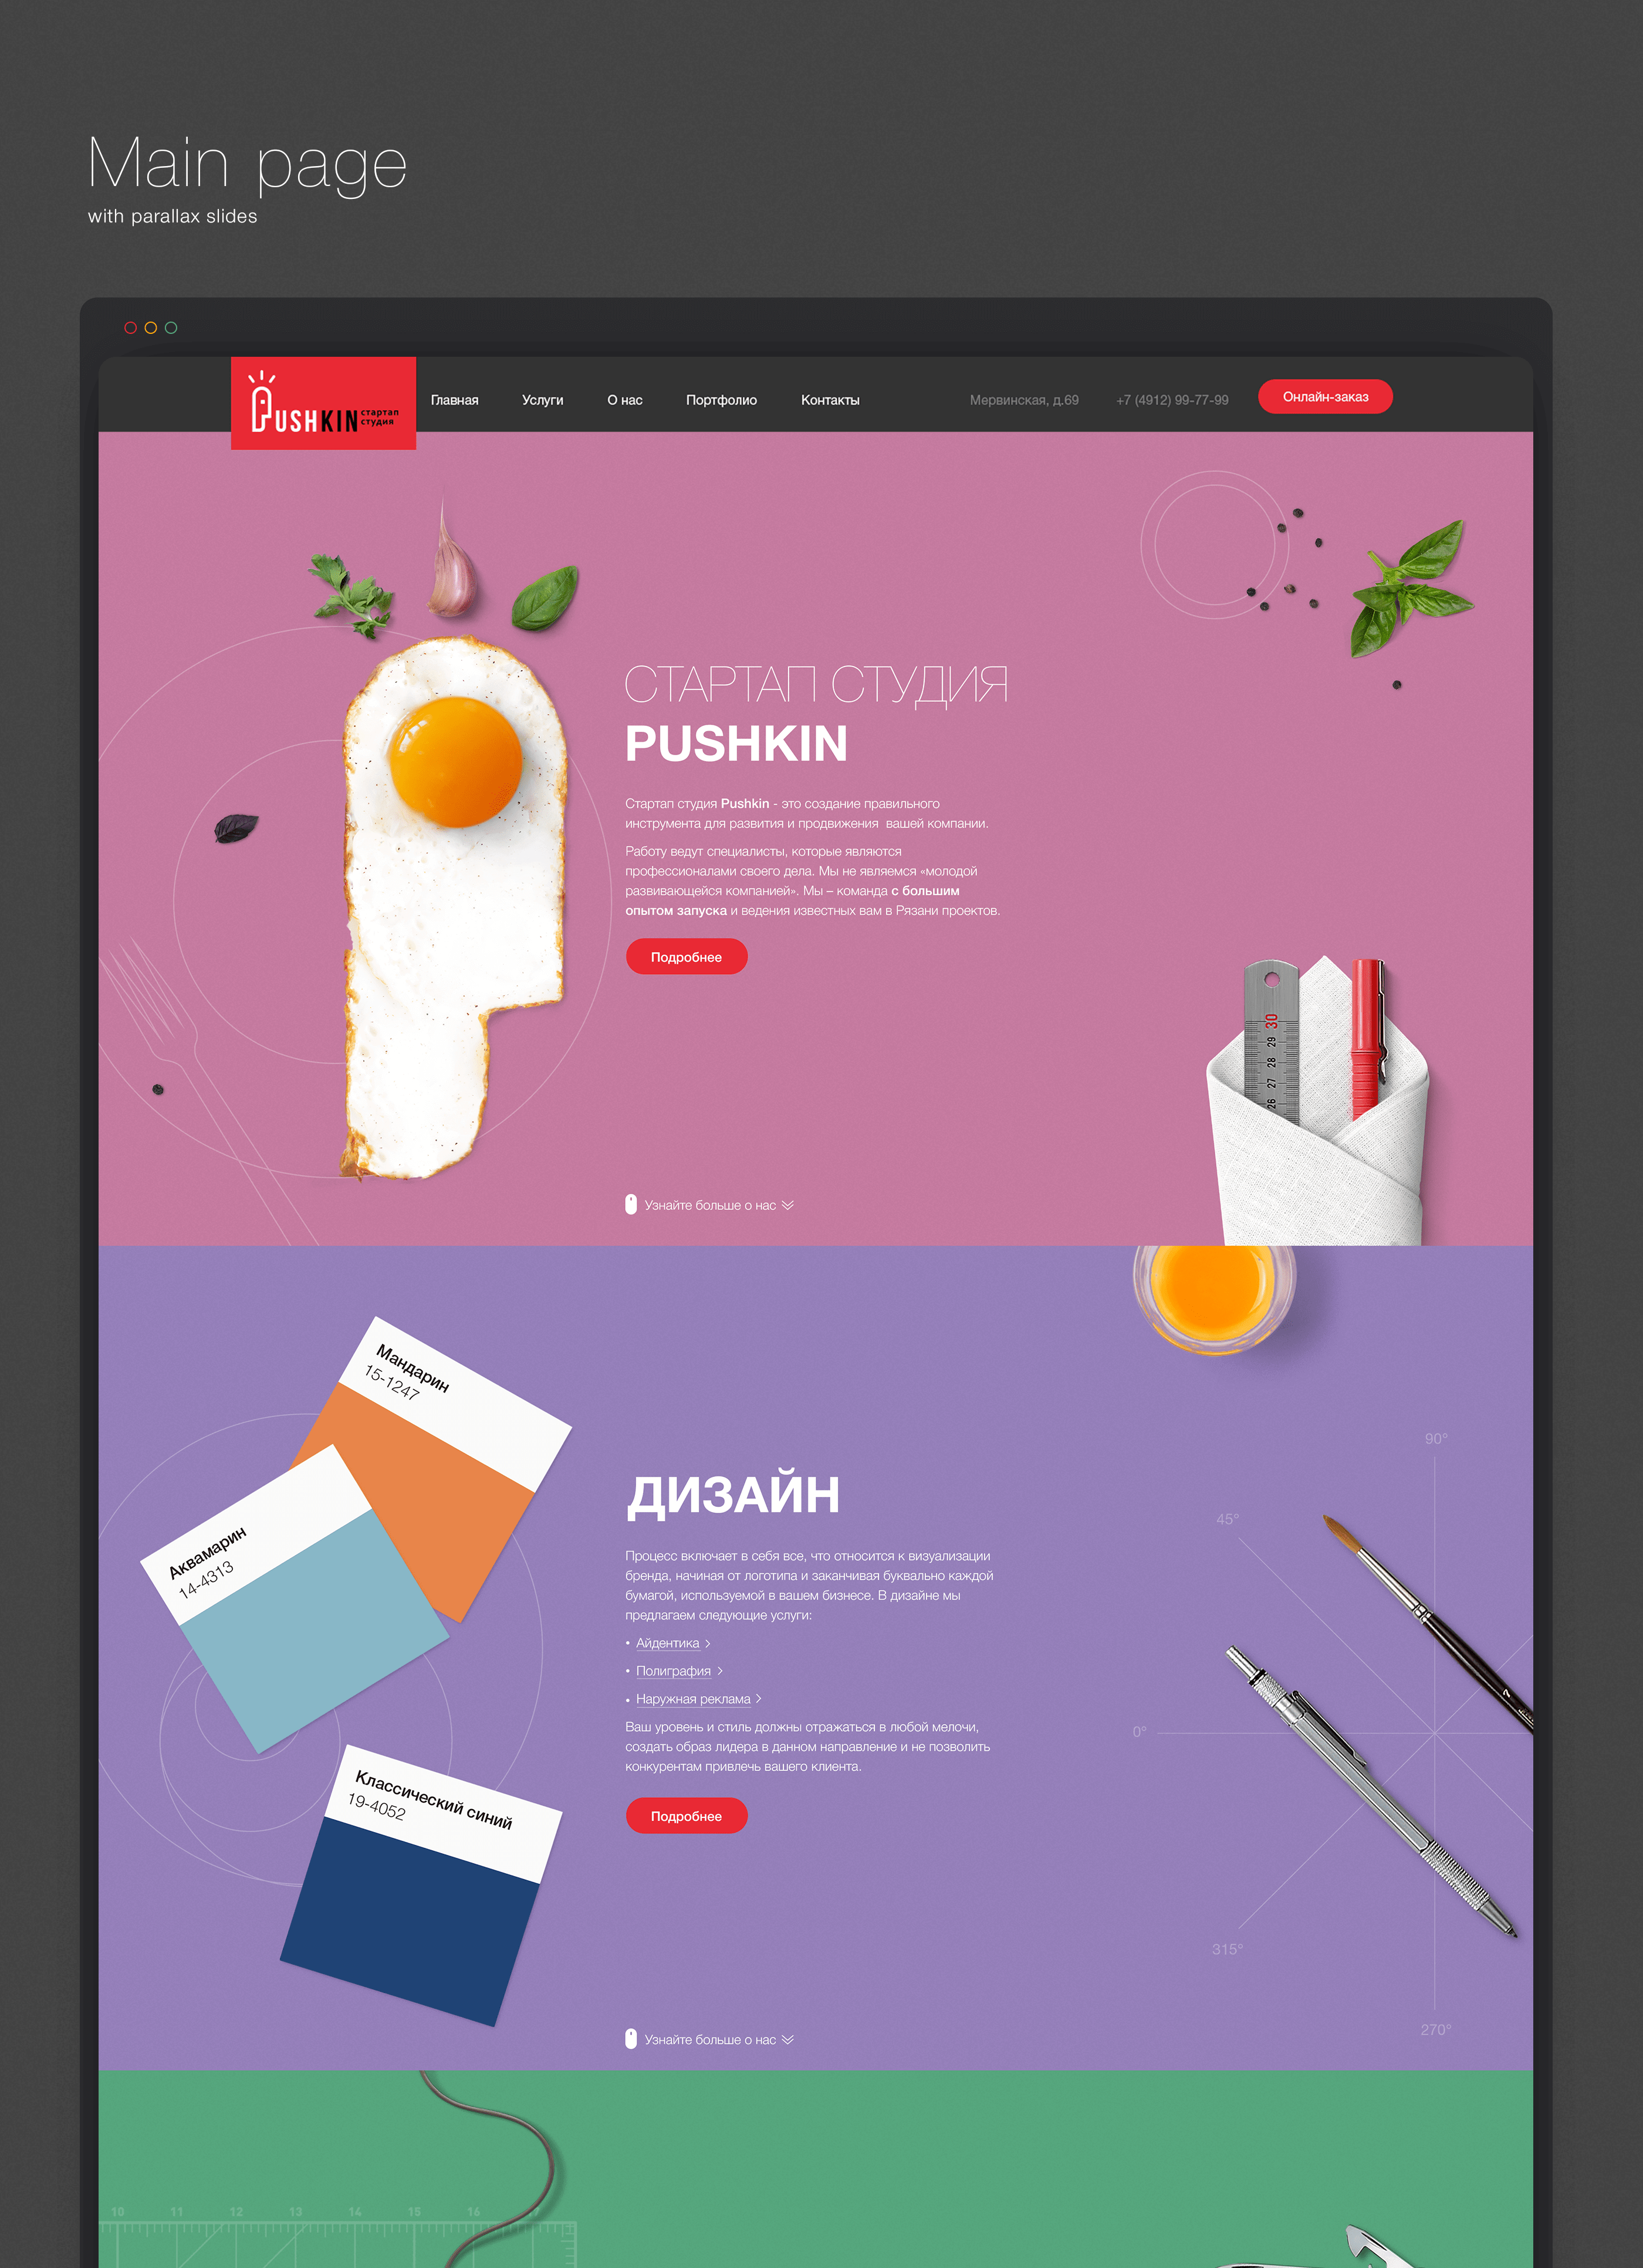 Main page
with parallax slides
PUSHKIN стартап
студия
Главная Услуги О нас Портфолио Контакты Мервинская, д.69 +7 (4912) 99-77-99 Онлайн-заказ
СТАРТАП СТУДИЯ
PUSHKIN
Стартап студия Pushkin - это создание правильного
инструмента для развития и продвижения вашей компании.
Работу ведут специалисты, которые являются
профессионалами своего дела. Мы не являемся «молодой
развивающейся компанией». Мы – команда с большим
опытом запуска и ведения известных вам в Рязани проектов.
Подробнее
30
29
28
27
26
Узнайте больше о нас
Мандарин
15-1247
Аквамарин
14-4313
Классический синий
19-4052
ДИЗАЙН
Процесс включает в себя все, что относится к визуализации
бренда, начиная от логотипа и заканчивая буквально каждой
бумагой, используемой в вашем бизнесе. В дизайне мы
предлагаем следующие услуги:
• Айдентика
• Полиграфия
• Наружная реклама
Ваш уровень и стиль должны отражаться в любой мелочи,
создать образ лидера в данном направление и не позволить
конкурентам привлечь вашего клиента.
Подробнее
90°
45°
0°
315°
270°
7
Узнайте больше о нас
10 11 12 13 14 15 16